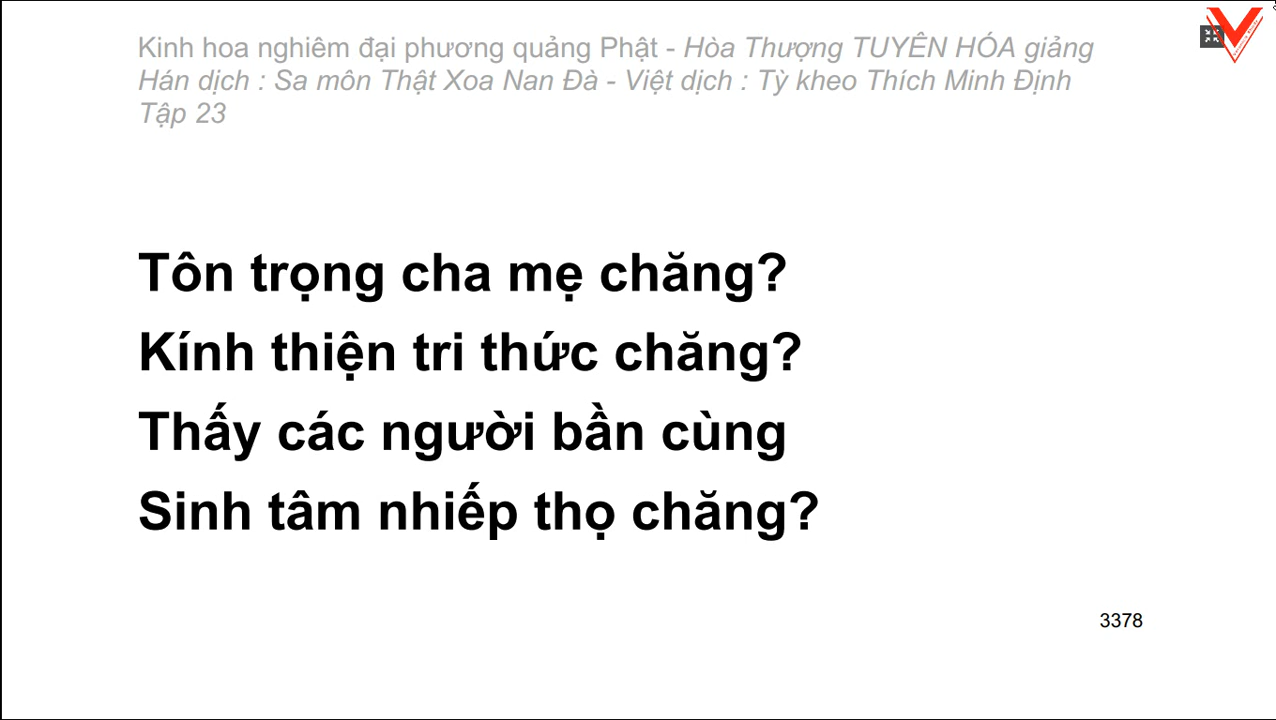 Kinh hoa nghiêm đại phương quảng Phật - Hòa Thượng TUYÊN HÓA giảng
Hán dịch : Sa môn Thật Xoa Nan Đà - Việt dịch : Tỳ kheo Thích Minh Định
Tập 23
Tôn trọng cha mẹ chăng?
Kính thiện tri thức chăng?
Thấy các người bần cùng
Sinh tâm nhiếp thọ chăng?
3378